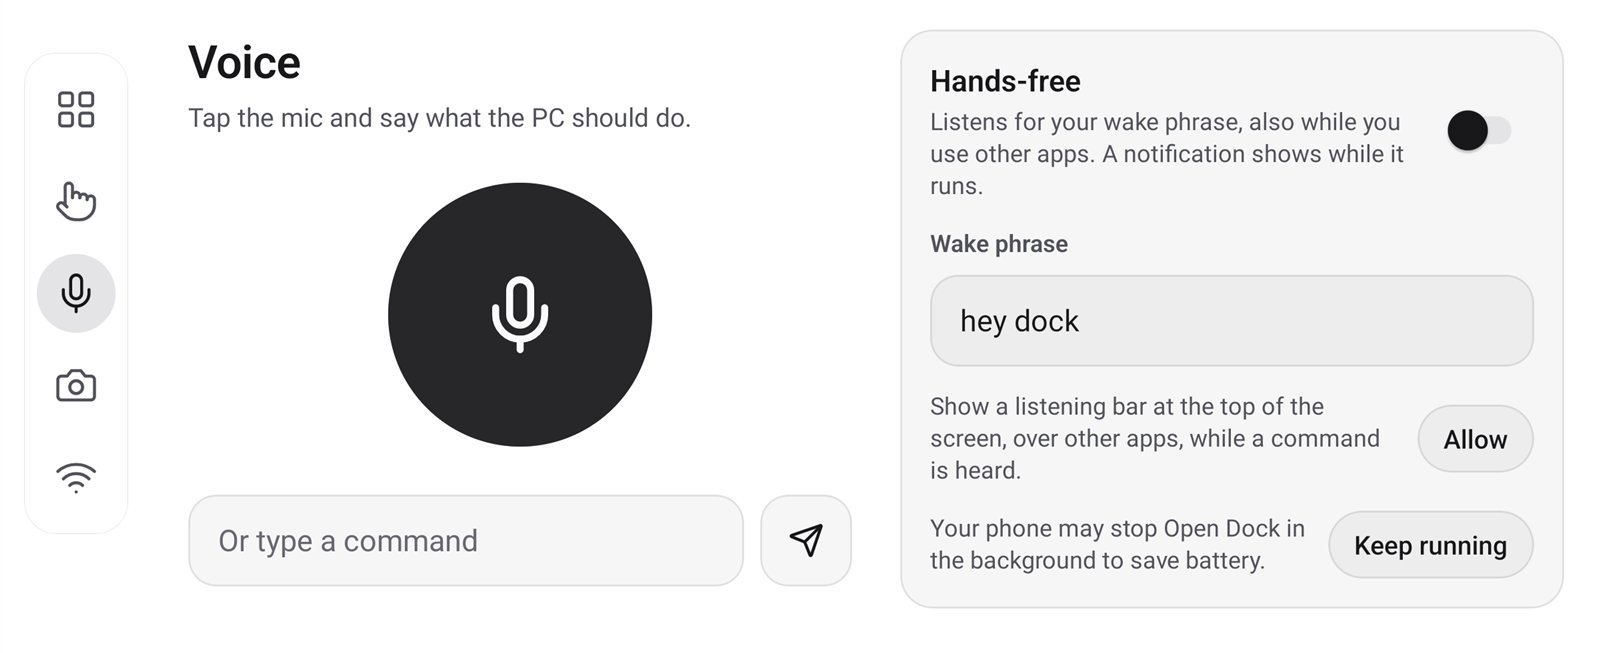 Voice
Tap the mic and say what the PC should do.
Or type a command
Hands-free
Listens for your wake phrase, also while you
use other apps. A notification shows while it
runs.
Wake phrase
hey dock
Show a listening bar at the top of the
screen, over other apps, while a command
is heard.
Allow
Your phone may stop Open Dock in
the background to save battery.
Keep running